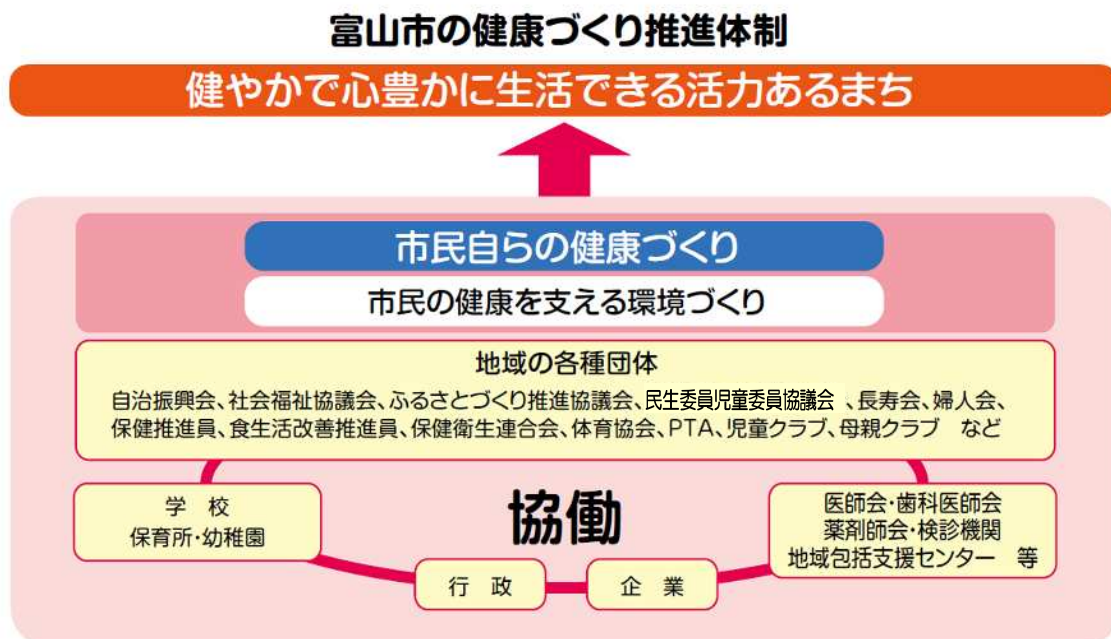 富山市の健康づくり推進体制
健やかで心豊かに生活できる活力あるまち
市民自らの健康づくり
市民の健康を支える環境づくり
地域の各種団体
自治振興会、社会福祉協議会、ふるさとづくり推進協議会、民生委員児童委員協議会 、長寿会、婦人会、
保健推進員、食生活改善推進員、保健衛生連合会、体育協会、PTA、児童クラブ、母親クラブ など
学 校
保育所・幼稚園
協働
医師会・歯科医師会
薬剤師会・検診機関
地域包括支援センター 等
行 政
企 業